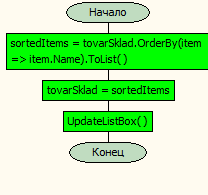 Начало
sortedItems = tovarSklad.OrderBy(item
=> item.Name).ToList()
tovarSklad = sortedItems
UpdateListBox()
Конец